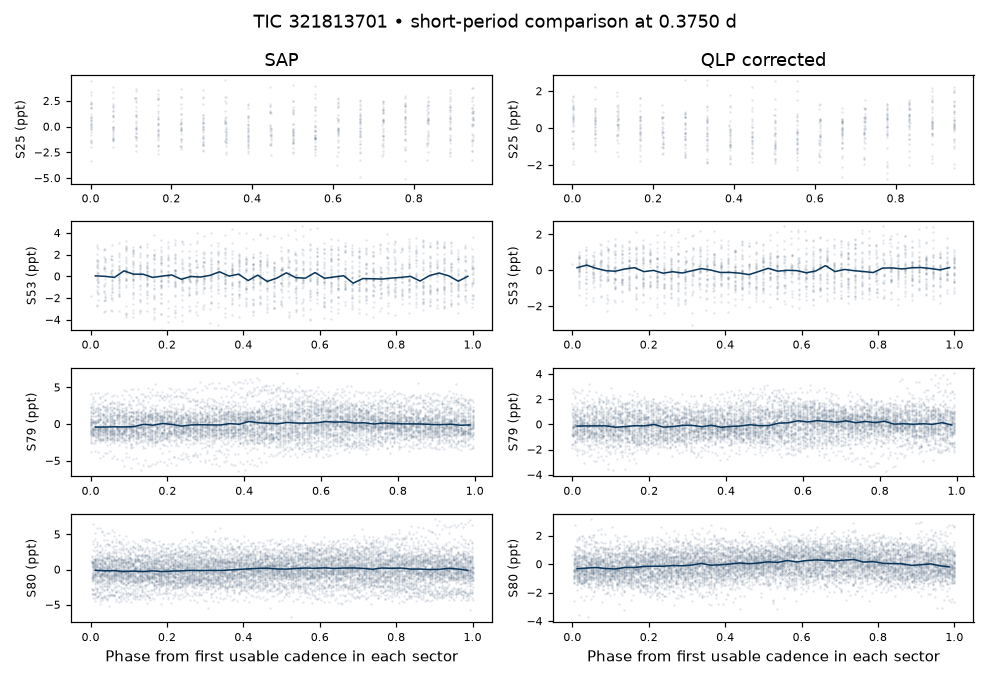 TIC 321813701 • short-period comparison at 0.3750 d
SAP
QLP corrected
S25 (ppt)
2.5
0.0
−2.5
−5.0
0.0 0.2 0.4 0.6 0.8
S25 (ppt)
2
0
−2
0.0 0.2 0.4 0.6 0.8
S53 (ppt)
4
2
0
−2
−4
0.0 0.2 0.4 0.6 0.8 1.0
S53 (ppt)
2
0
−2
0.0 0.2 0.4 0.6 0.8 1.0
S79 (ppt)
5
0
−5
0.0 0.2 0.4 0.6 0.8 1.0
S79 (ppt)
4
2
0
−2
−4
0.0 0.2 0.4 0.6 0.8 1.0
S80 (ppt)
5
0
−5
0.0 0.2 0.4 0.6 0.8 1.0
Phase from first usable cadence in each sector
S80 (ppt)
2
0
−2
−4
0.0 0.2 0.4 0.6 0.8 1.0
Phase from first usable cadence in each sector